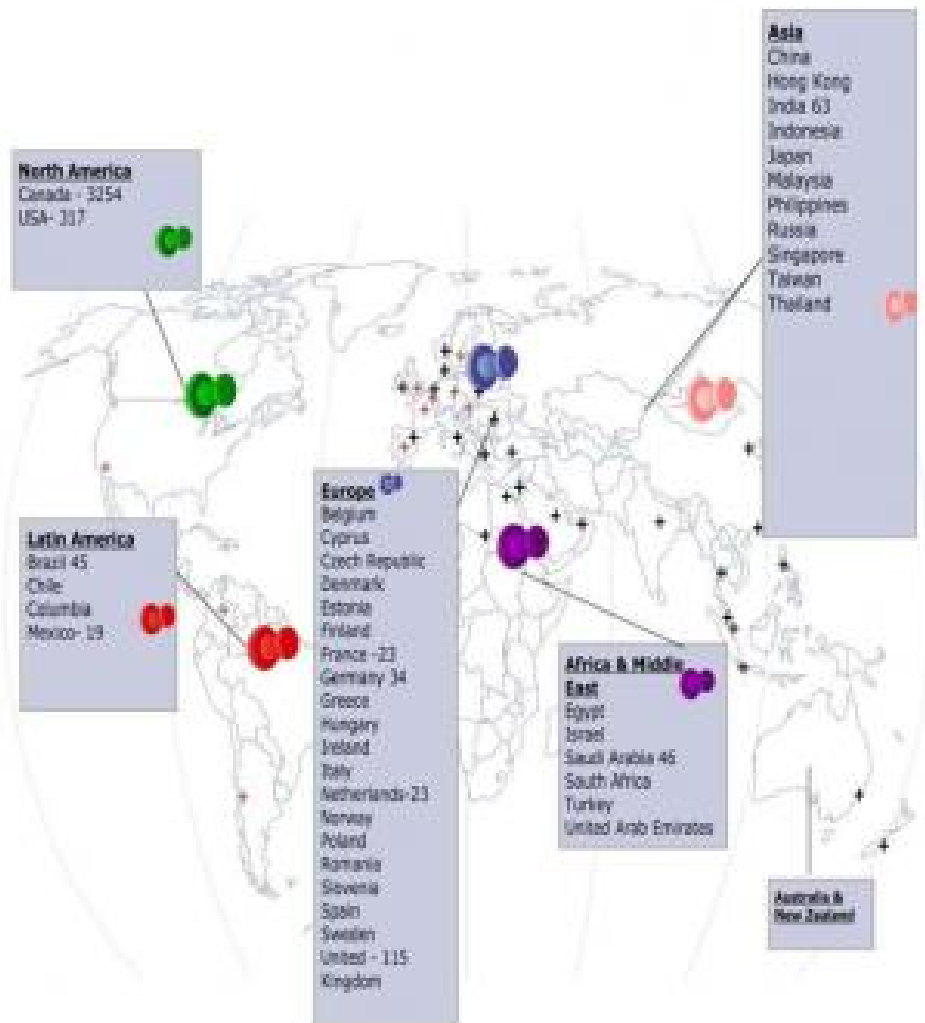 North America
Canada - 3254
USA- 317
Latin America
Brazil 45
Chile
Columbia
Mexico- 19
Europe
Belgium
Cyprus
Czech Republic
Denmark
Estonia
Finland
France -23
Germany 34
Greece
Hungary
Ireland
Italy
Netherlands-23
Norway
Poland
Romania
Slovenia
Spain
Sweden
United - 115
Kingdom
Africa & Middle
East
Egypt
Israel
Saudi Arabia 46
South Africa
Turkey
United Arab Emirates
Asia
China
Hong Kong
India 63
Indonesia
Japan
Malaysia
Philippines
Russia
Singapore
Taiwan
Thailand
Australia &
New Zealand